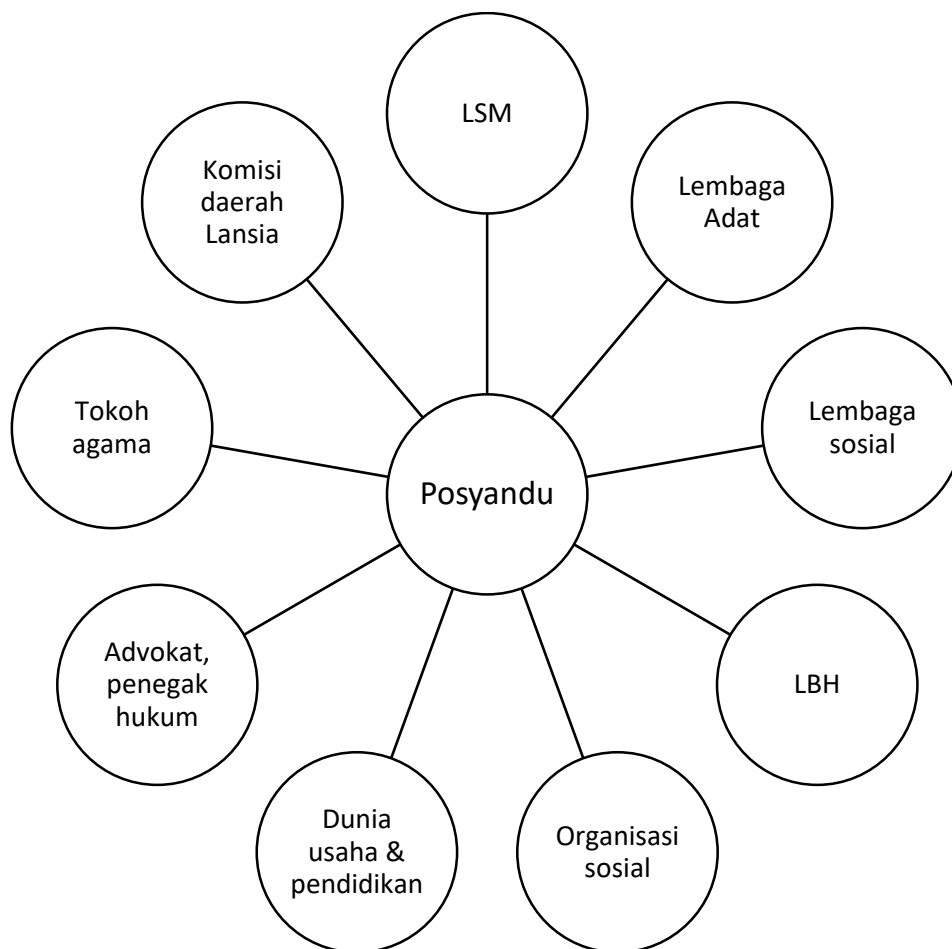 LSM
Lembaga
Adat
Lembaga
sosial
LBH
Organisasi
sosial
Dunia
usaha &
pendidikan
Advokat,
penegak
hukum
Tokoh
agama
Komisi
daerah
Lansia
Posyandu